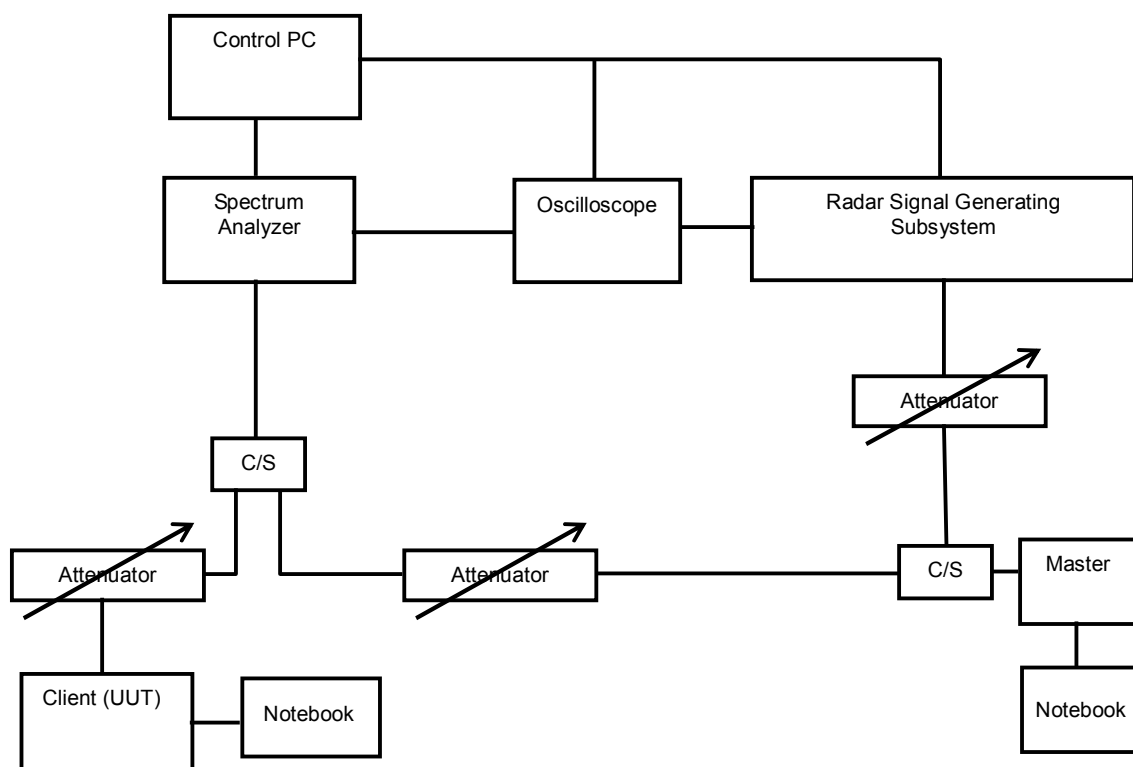 Control PC
Spectrum
Analyzer
Oscilloscope
Radar Signal Generating
Subsystem
Attenuator
C/S
Attenuator
Attenuator
C/S
Master
Client (UUT)
Notebook
Notebook